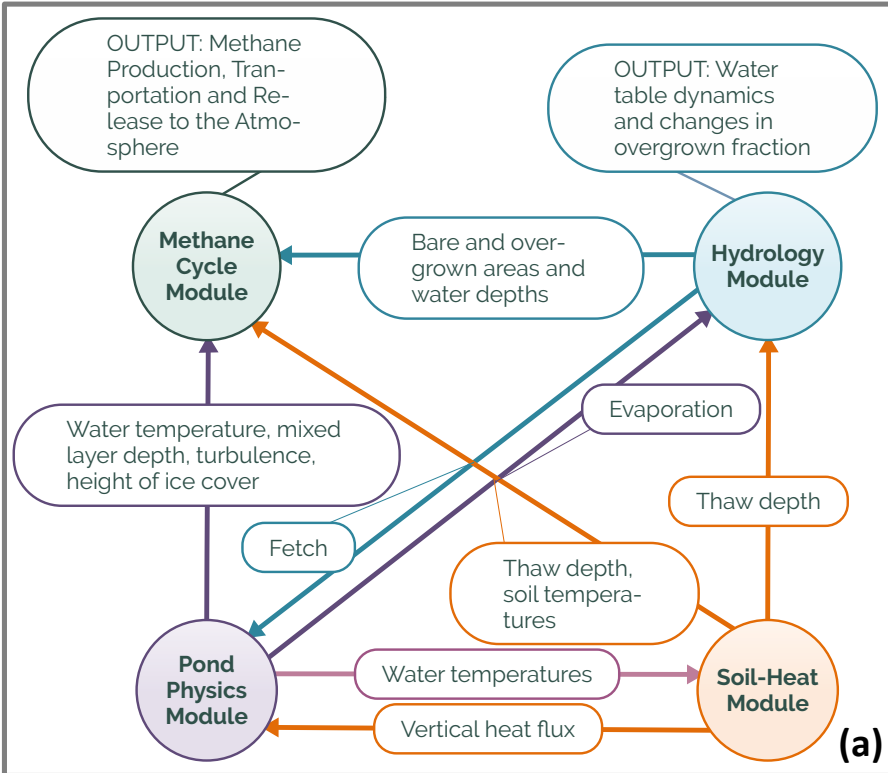 OUTPUT: Methane
Production, Tran-
portation and Re-
lease to the Atmo-
sphere
OUTPUT: Water
table dynamics
and changes in
overgrown fraction
Methane
Cycle
Module
Bare and over-
grown areas and
water depths
Hydrology
Module
Water temperature, mixed
layer depth, turbulence,
height of ice cover
Evaporation
Thaw depth
Fetch
Thaw depth,
soil tempera-
tures
Pond
Physics
Module
Water temperatures
Soil-Heat
Module
Vertical heat flux
(a)